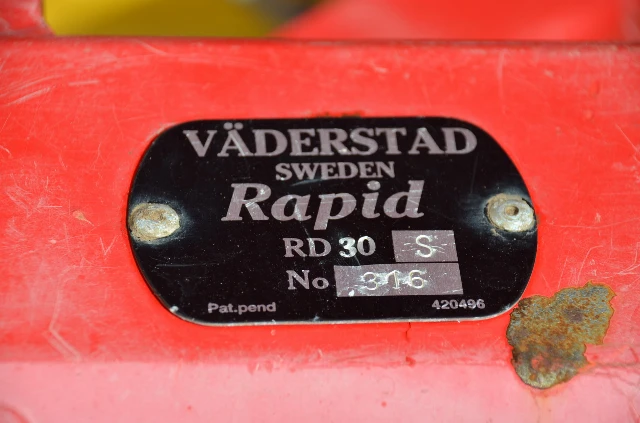 VÄDERSTAD
SWEDEN
Rapid
RD 30 S
No 316
Pat.pend 420496